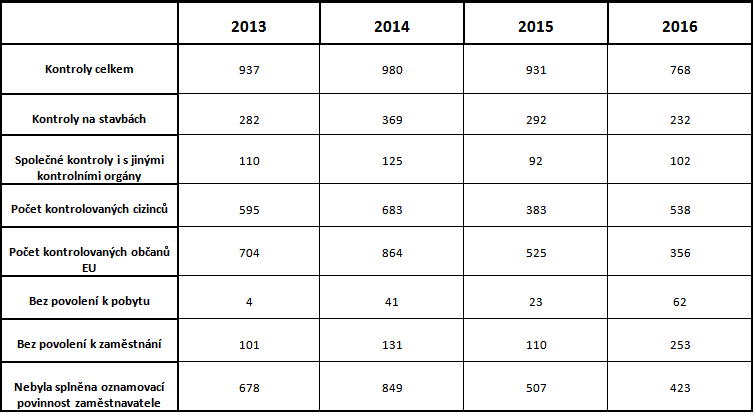 2013 2014 2015 2016
Kontroly celkem 937 980 931 768
Kontroly na stavbách 282 369 292 232
Společné kontroly i s jinými
kontrolními orgány 110 125 92 102
Počet kontrolovaných cizinců 595 683 383 538
Počet kontrolovaných občanů
EU 704 864 525 356
Bez povolení k pobytu 4 41 23 62
Bez povolení k zaměstnání 101 131 110 253
Nebyla splněna oznamovací
povinnost zaměstnavatele 678 849 507 423